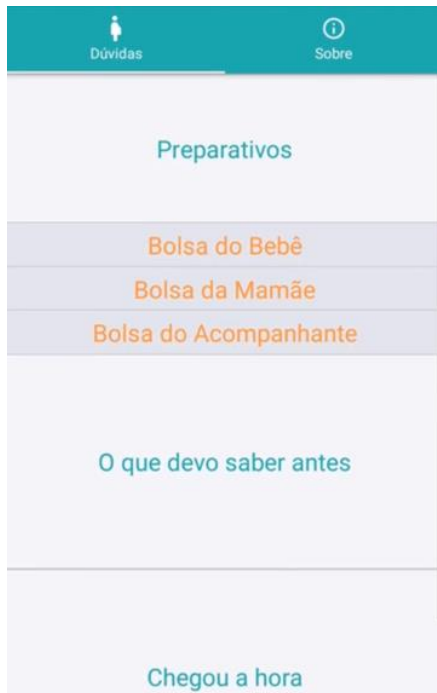 Dúvidas
Sobre
Preparativos
Bolsa do Bebê
Bolsa da Mamãe
Bolsa do Acompanhante
O que devo saber antes
Chegou a hora